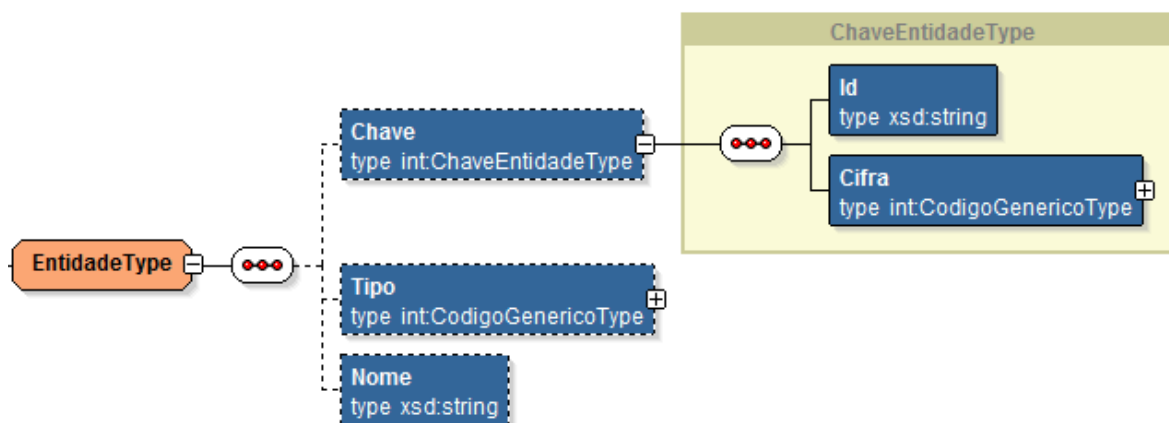 ChaveEntidadeType
Id
type xsd:string
Chave
type int:ChaveEntidadeType
Cifra
type int:CodigoGenericoType
EntidadeType
Tipo
type int:CodigoGenericoType
Nome
type xsd:string